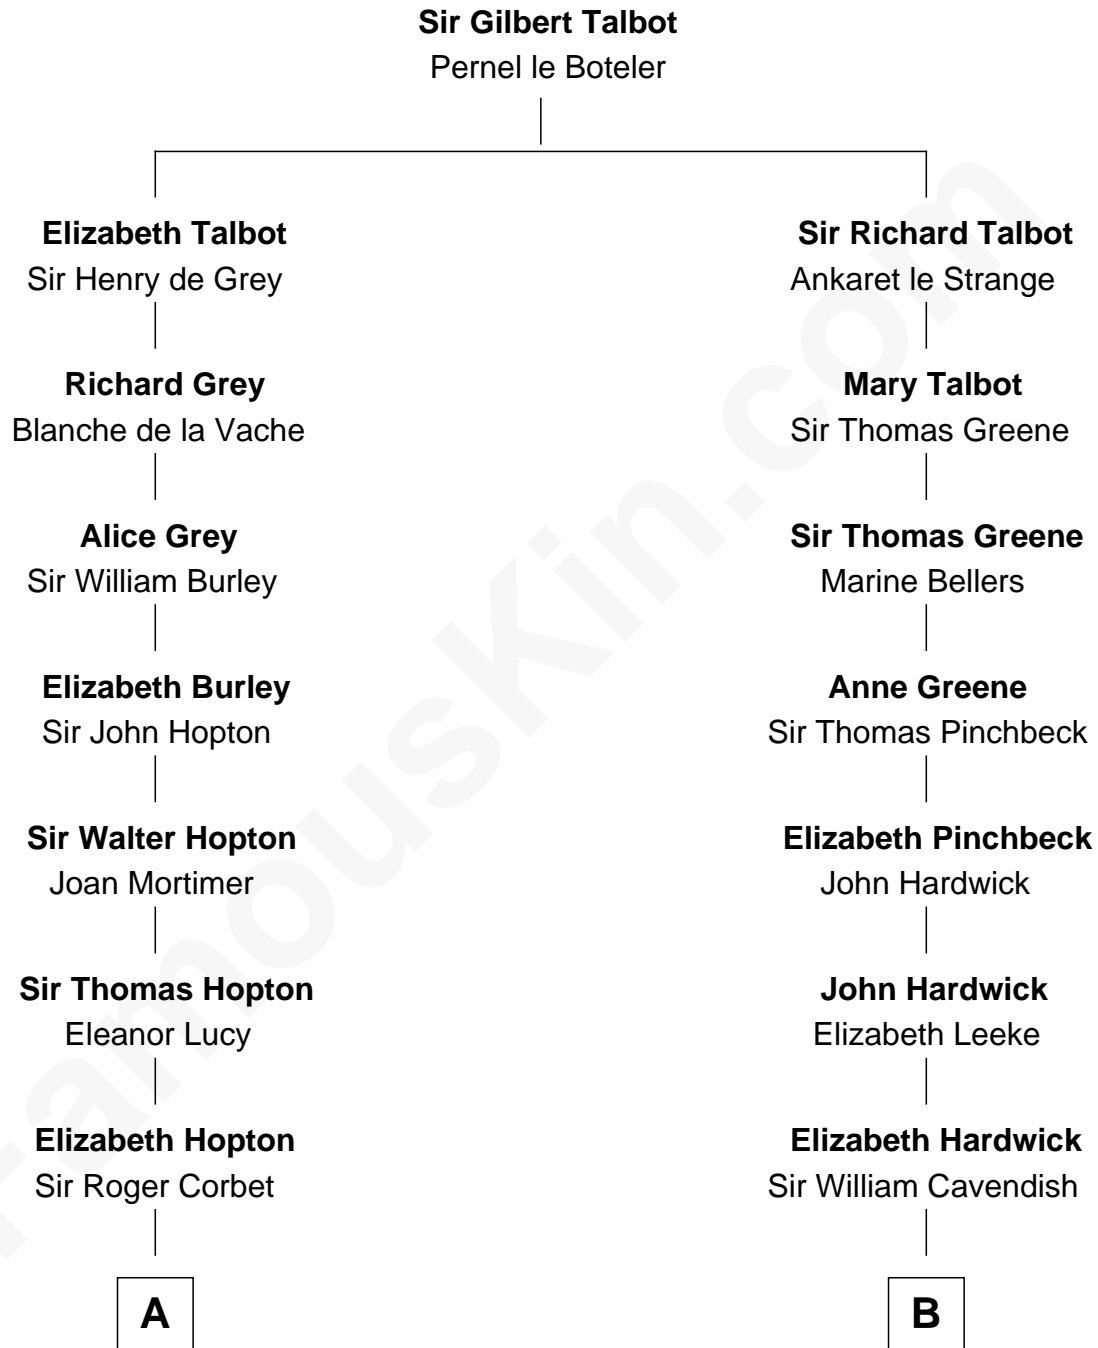 Sir Gilbert Talbot
Pernel le Boteler
Elizabeth Talbot
Sir Henry de Grey
Sir Richard Talbot
Ankaret le Strange
Richard Grey
Blanche de la Vache
Mary Talbot
Sir Thomas Greene
Alice Grey
Sir William Burley
Sir Thomas Greene
Marine Bellers
Elizabeth Burley
Sir John Hopton
Anne Greene
Sir Thomas Pinchbeck
Sir Walter Hopton
Joan Mortimer
Elizabeth Pinchbeck
John Hardwick
Sir Thomas Hopton
Eleanor Lucy
John Hardwick
Elizabeth Leeke
Elizabeth Hopton
Sir Roger Corbet
Elizabeth Hardwick
Sir William Cavendish
A
B
FamousKin.com